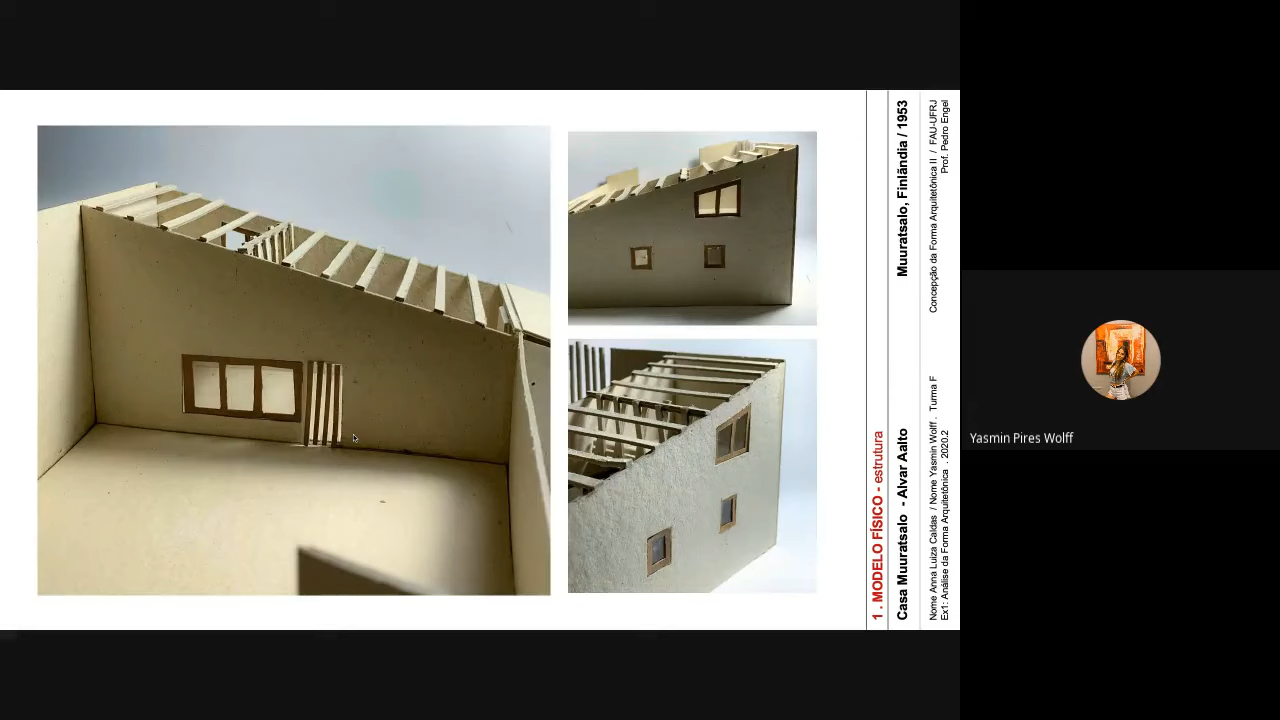 1 . MODELO FÍSICO - estrutura
Casa Muuratsalo - Alvar Aalto
Muuratsalo, Finlândia / 1953
Nome Anna Luiza Caldas / Nome Yasmin Wolff . Turma F
Ex1: Análise da Forma Arquitetônica . 2020.2
Concepção da Forma Arquitetônica II / FAU-UFRJ
Prof. Pedro Engel
Yasmin Pires Wolff